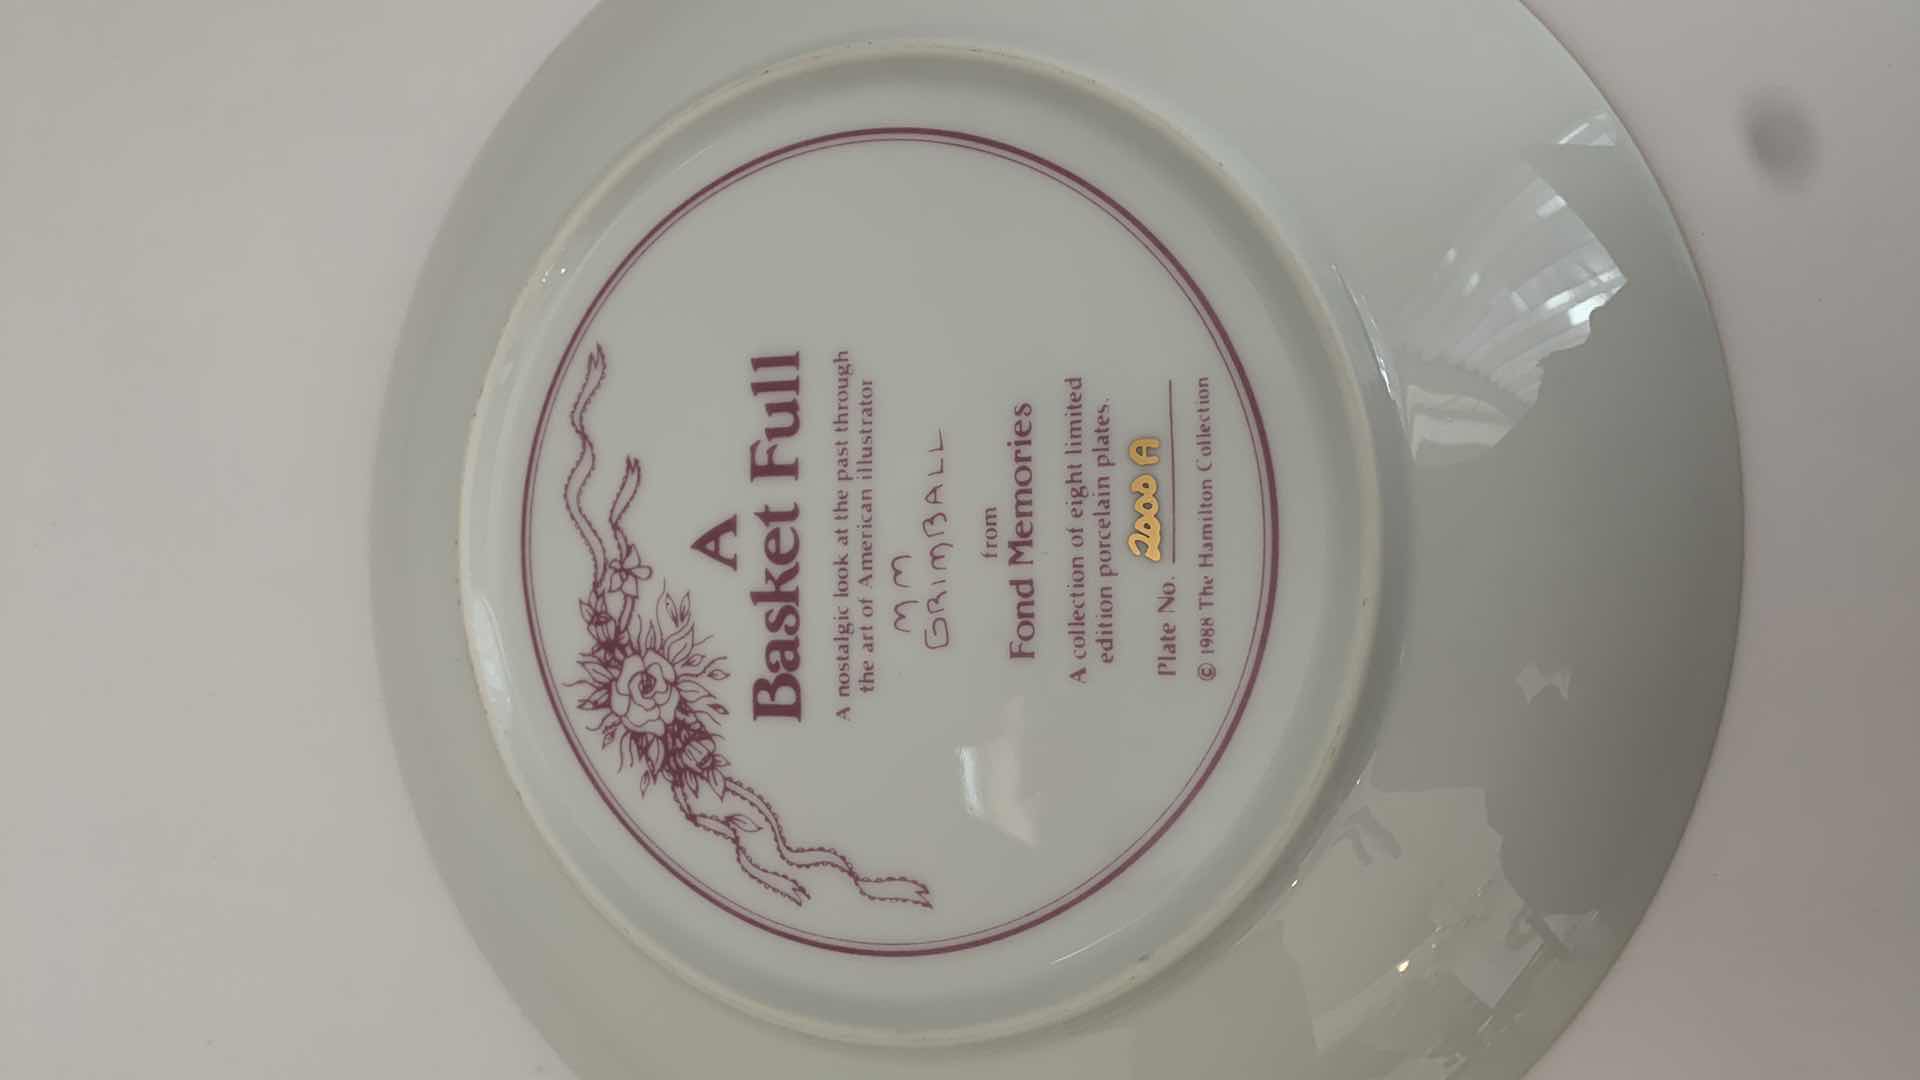 A
Basket Full
A nostalgic look at the past through
the art of American illustrator
MM
GRIMBALL
from
Fond Memories
A collection of eight limited
edition porcelain plates.
Plate No. 2000 A
© 1988 The Hamilton Collection